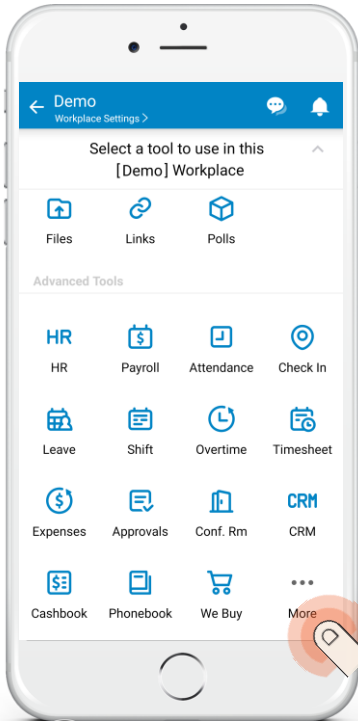 Demo
Workplace Settings >
Select a tool to use in this
[Demo] Workplace
Files Links Polls
Advanced Tools
HR
HR Payroll Attendance Check In
Leave Shift Overtime Timesheet
CRM
Expenses Approvals Conf. Rm CRM
Cashbook Phonebook We Buy More